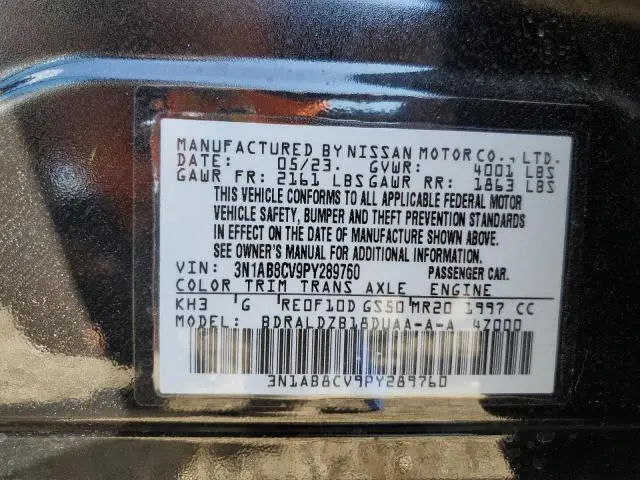 MANUFACTURED BY NISSAN MOTOR CO., LTD.
DATE: 05/23. GVWR: 4001 LBS
GAWR FR: 2161 LBS GAWR RR: 1863 LBS
THIS VEHICLE CONFORMS TO ALL APPLICABLE FEDERAL MOTOR
VEHICLE SAFETY, BUMPER AND THEFT PREVENTION STANDARDS
IN EFFECT ON THE DATE OF MANUFACTURE SHOWN ABOVE.
SEE OWNER'S MANUAL FOR ADDITIONAL INFORMATION.
VIN: 3N1AB8CV9PY289760 PASSENGER CAR.
COLOR TRIM TRANS AXLE ENGINE
KH3 G RE0F10D GS50 MR20 1997 CC
MODEL: BDRALDZB18DUAA-A-A 4Z000
3N1AB8CV9PY289760